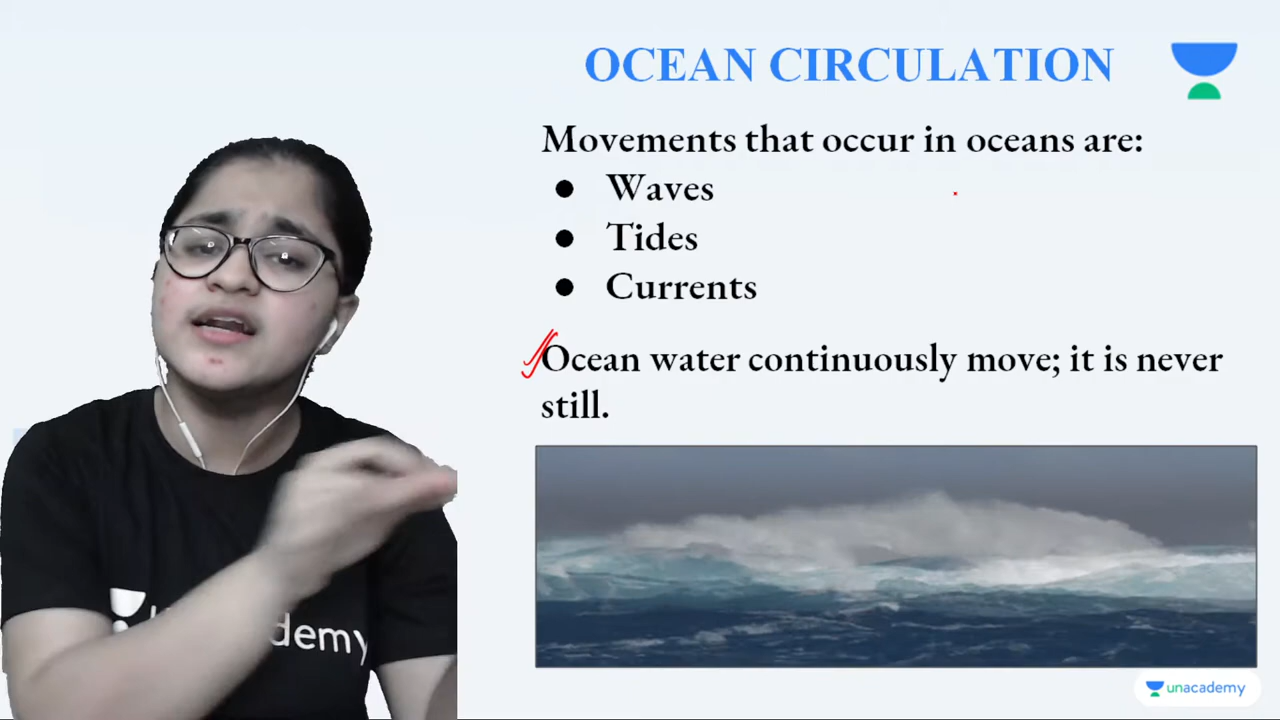 OCEAN CIRCULATION
Movements that occur in oceans are:
● Waves
● Tides
● Currents
Ocean water continuously move; it is never
still.
unacademy